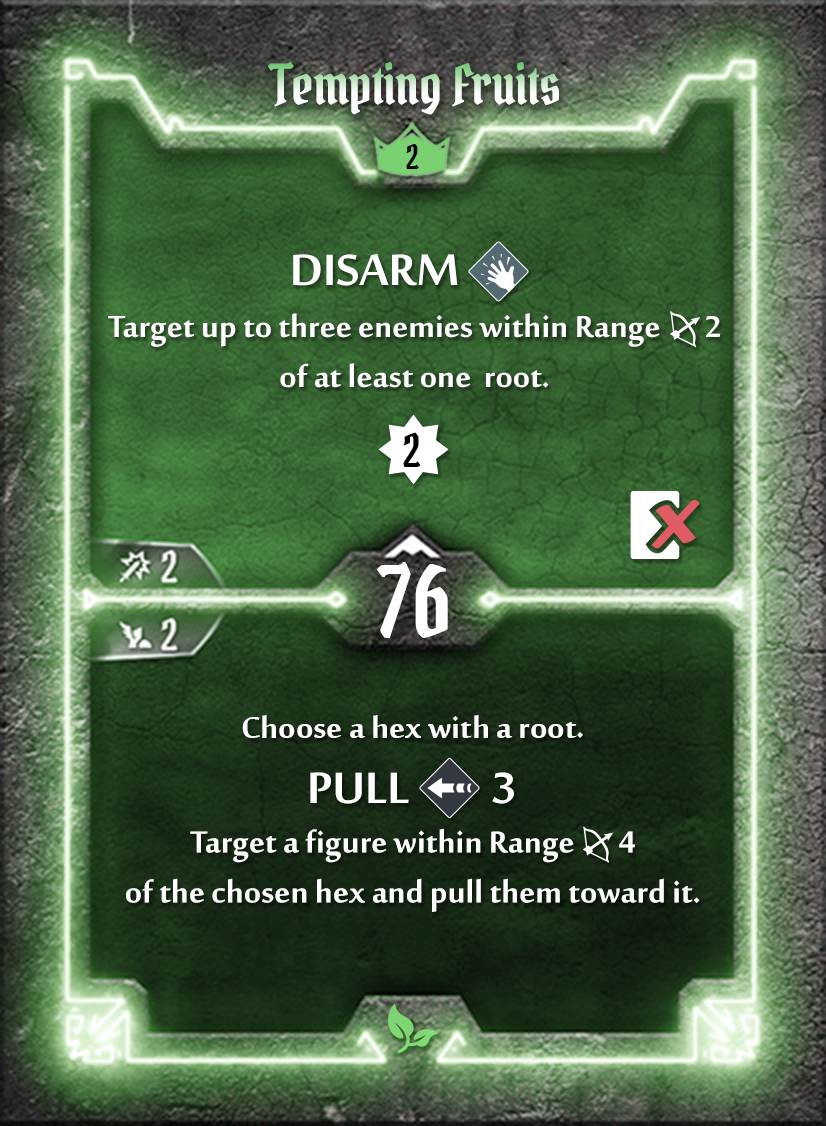 Tempting Fruits
2
DISARM
Target up to three enemies within Range 2
of at least one root.
2
2
76
2
Choose a hex with a root.
PULL 3
Target a figure within Range 4
of the chosen hex and pull them toward it.